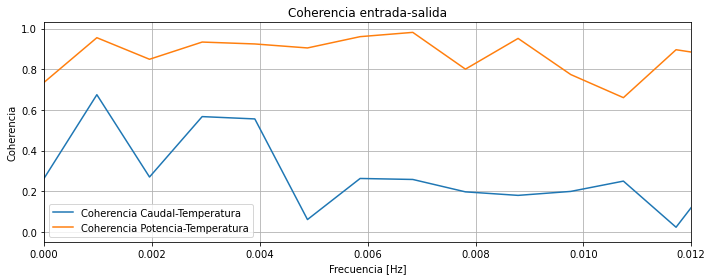 Coherencia entrada-salida
Coherencia
1.0
0.8
0.6
0.4
0.2
0.0
Coherencia Caudal-Temperatura
Coherencia Potencia-Temperatura
0.000 0.002 0.004 0.006 0.008 0.010 0.012
Frecuencia [Hz]